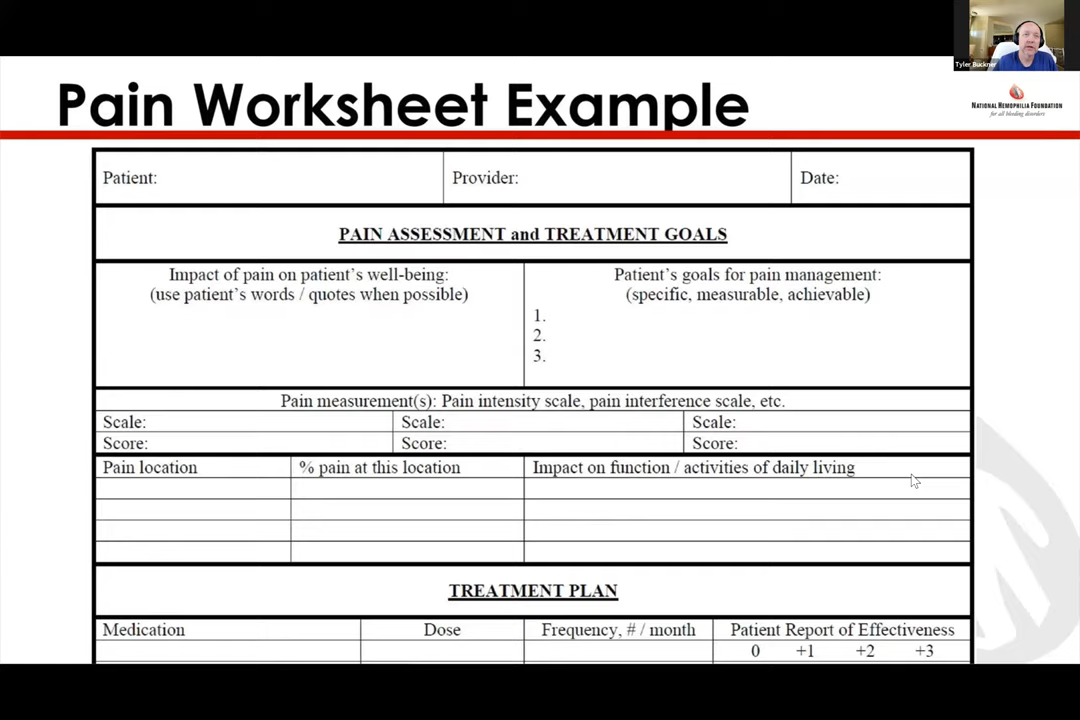 Tyler Buckner
Pain Worksheet Example
NATIONAL HEMOPHILIA FOUNDATION
for all bleeding disorders
Patient: Provider: Date:
PAIN ASSESSMENT and TREATMENT GOALS
Impact of pain on patient's well-being:
(use patient's words / quotes when possible)
Patient's goals for pain management:
(specific, measurable, achievable)
1.
2.
3.
Pain measurement(s): Pain intensity scale, pain interference scale, etc.
Scale: Scale: Scale:
Score: Score: Score:
Pain location % pain at this location Impact on function / activities of daily living
TREATMENT PLAN
Medication Dose Frequency, # / month Patient Report of Effectiveness
0 +1 +2 +3